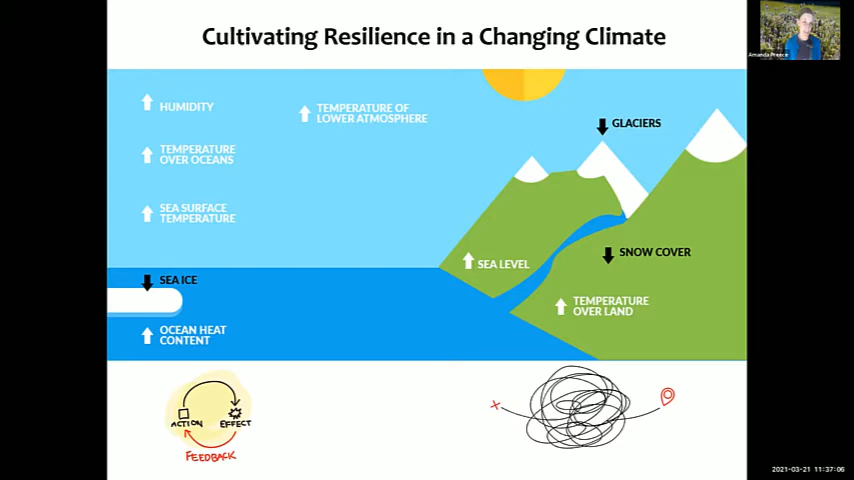 Cultivating Resilience in a Changing Climate
HUMIDITY
TEMPERATURE OF
LOWER ATMOSPHERE
GLACIERS
TEMPERATURE
OVER OCEANS
SEA SURFACE
TEMPERATURE
SNOW COVER
SEA LEVEL
SEA ICE
TEMPERATURE
OVER LAND
OCEAN HEAT
CONTENT
ACTION
EFFECT
FEEDBACK
Amanda
2021-03-21 11:37:06